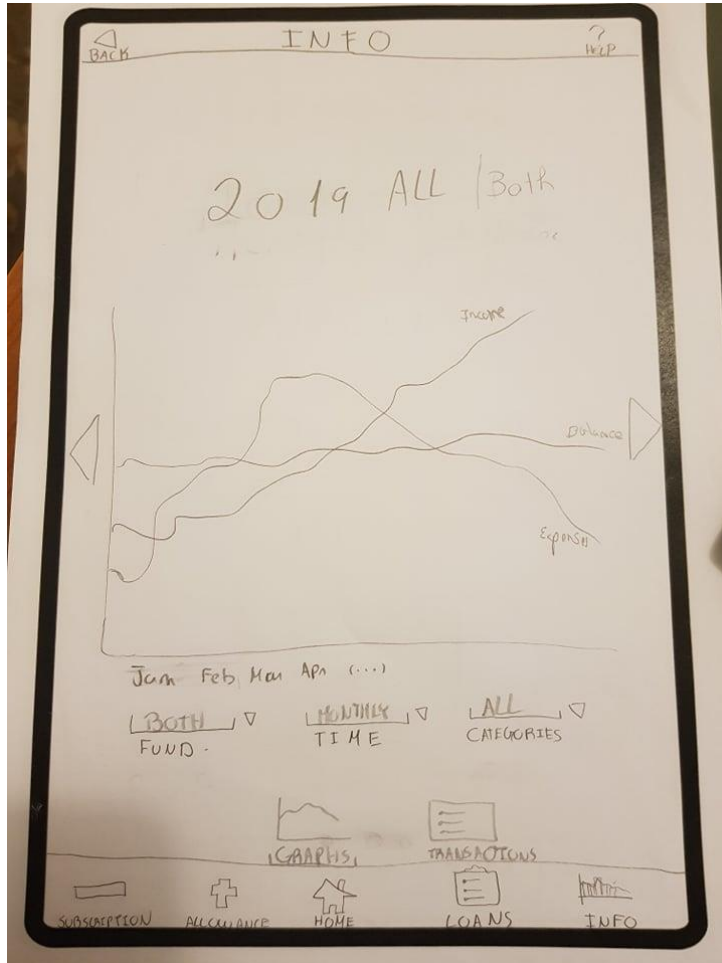 BACK INFO ? HELP
2019 ALL | Both
Income
Balance
Expenses
Jan Feb Mar Apr (...)
BOTH MONTHLY ALL
FUND. TIME CATEGORIES
GRAPHS TRANSACTIONS
SUBSCRIPTION ALLOWANCE HOME LOANS INFO